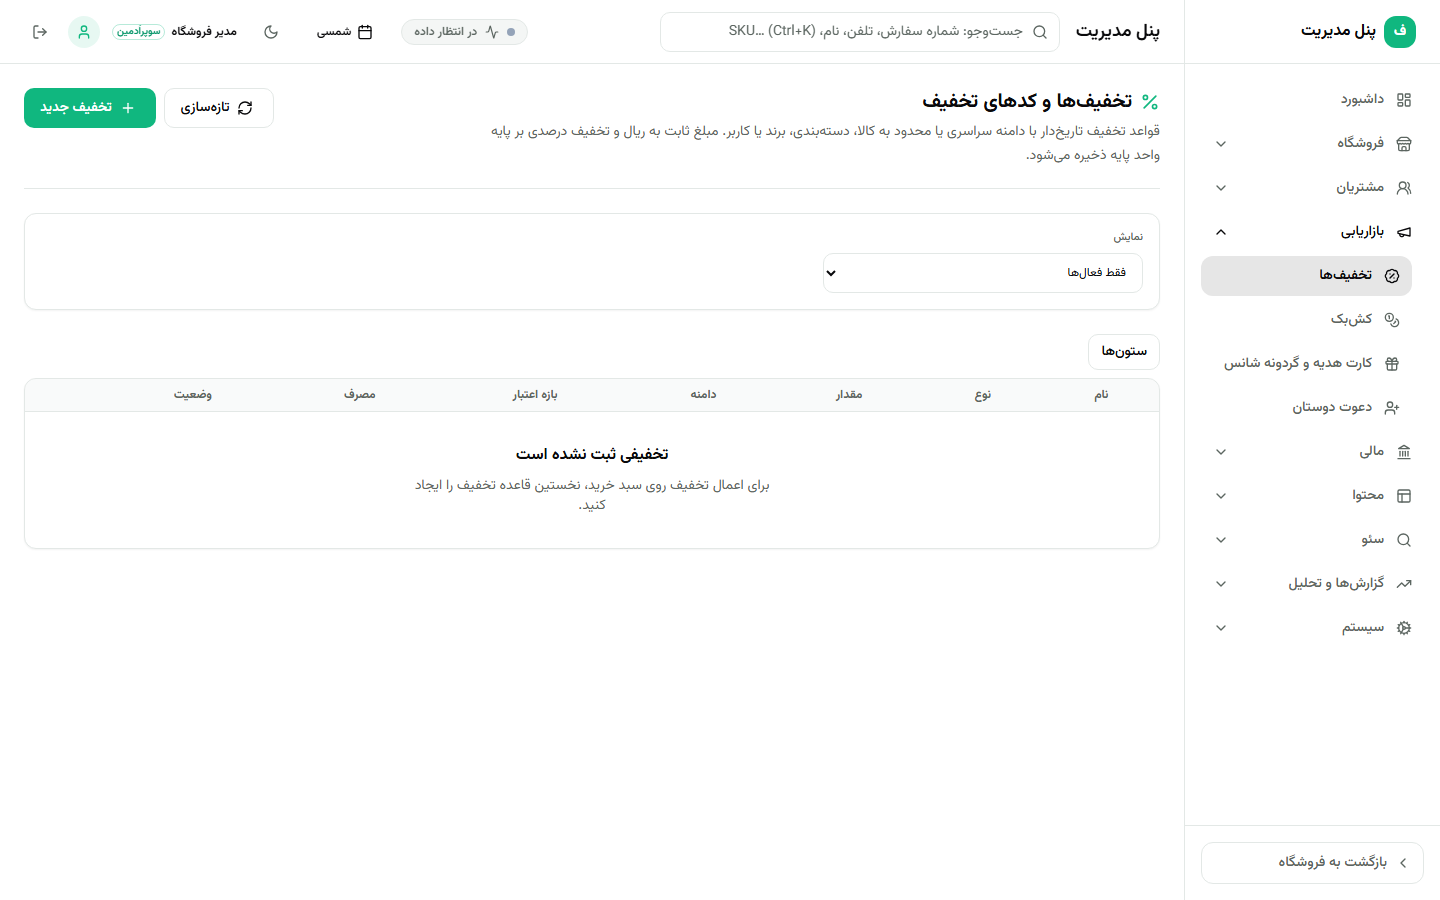 ف
پنل مدیریت
داشبورد
فروشگاه
مشتریان
بازاریابی
تخفیف‌ها
کش‌بک
کارت هدیه و گردونه شانس
دعوت دوستان
مالی
محتوا
سئو
گزارش‌ها و تحلیل
سیستم
بازگشت به فروشگاه
پنل مدیریت
جست‌وجو: شماره سفارش، تلفن، نام، SKU… (Ctrl+K)
در انتظار داده
شمسی
مدیر فروشگاه
سوپرادمین
تخفیف‌ها و کدهای تخفیف
قواعد تخفیف تاریخ‌دار با دامنه سراسری یا محدود به کالا، دسته‌بندی، برند یا کاربر. مبلغ ثابت به ریال و تخفیف درصدی بر پایه
واحد پایه ذخیره می‌شود.
تازه‌سازی
تخفیف جدید
نمایش
فقط فعال‌ها
ستون‌ها
نام نوع مقدار دامنه بازه اعتبار مصرف وضعیت
تخفیفی ثبت نشده است
برای اعمال تخفیف روی سبد خرید، نخستین قاعده تخفیف را ایجاد
کنید.